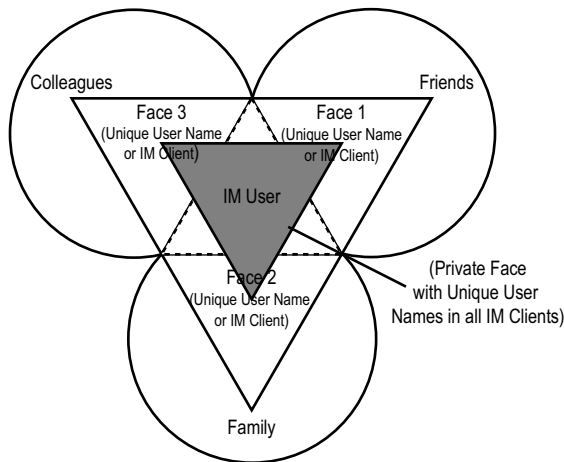 Colleagues
Friends
Face 3
(Unique User Name
or IM Client)
Face 1
(Unique User Name
or IM Client)
IM User
Face 2
(Unique User Name
or IM Client)
(Private Face
with Unique User
Names in all IM Clients)
Family